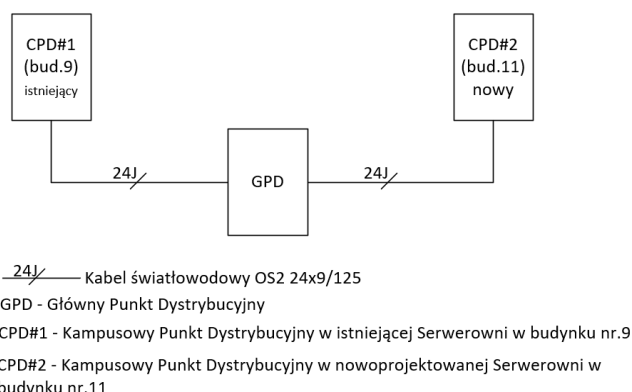 CPD#1
(bud.9)
istniejący
CPD#2
(bud.11)
nowy
24J
GPD
24J
24J Kabel światłowodowy OS2 24x9/125
GPD - Główny Punkt Dystrybucyjny
CPD#1 - Kampusowy Punkt Dystrybucyjny w istniejącej Serwerowni w budynku nr.9
CPD#2 - Kampusowy Punkt Dystrybucyjny w nowoprojektowanej Serwerowni w
budynku nr.11